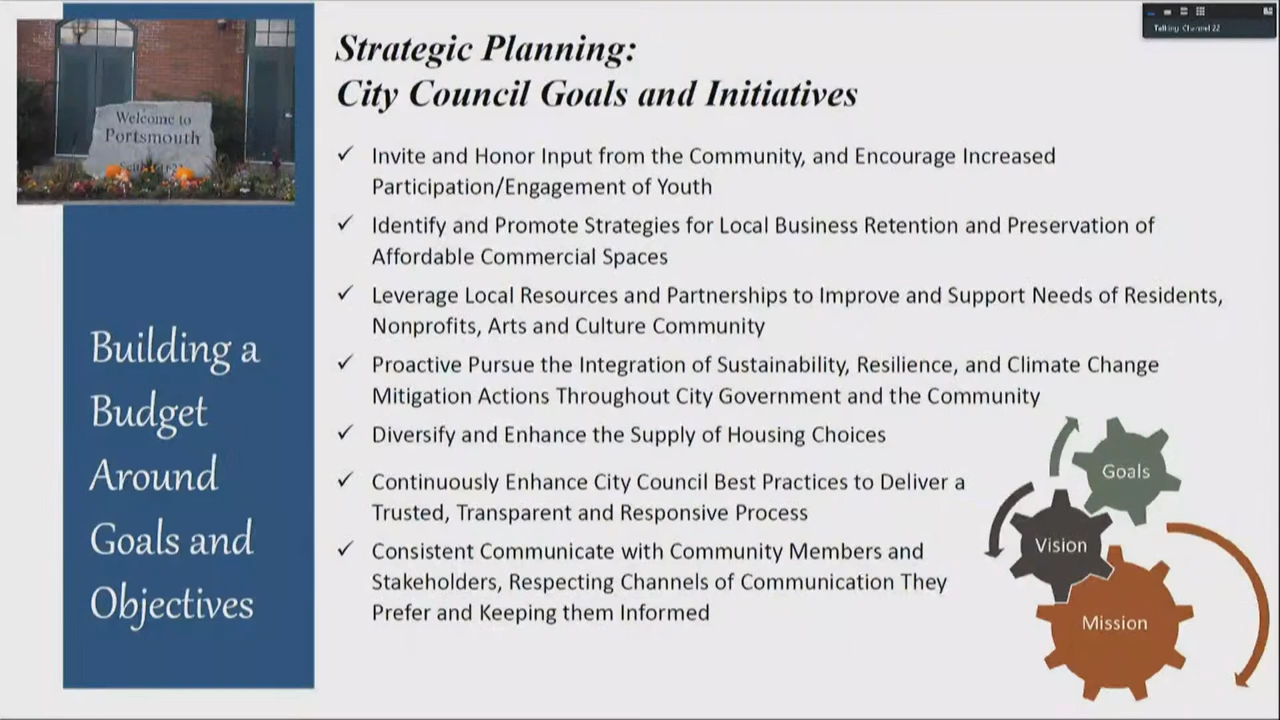 Welcome to
Portsmouth
Building a
Budget
Around
Goals and
Objectives
Strategic Planning:
City Council Goals and Initiatives
✓ Invite and Honor Input from the Community, and Encourage Increased
Participation/Engagement of Youth
✓ Identify and Promote Strategies for Local Business Retention and Preservation of
Affordable Commercial Spaces
✓ Leverage Local Resources and Partnerships to Improve and Support Needs of Residents,
Nonprofits, Arts and Culture Community
✓ Proactive Pursue the Integration of Sustainability, Resilience, and Climate Change
Mitigation Actions Throughout City Government and the Community
✓ Diversify and Enhance the Supply of Housing Choices
✓ Continuously Enhance City Council Best Practices to Deliver a
Trusted, Transparent and Responsive Process
✓ Consistent Communicate with Community Members and
Stakeholders, Respecting Channels of Communication They
Prefer and Keeping them Informed
Goals
Vision
Mission
Talking: Channel 22